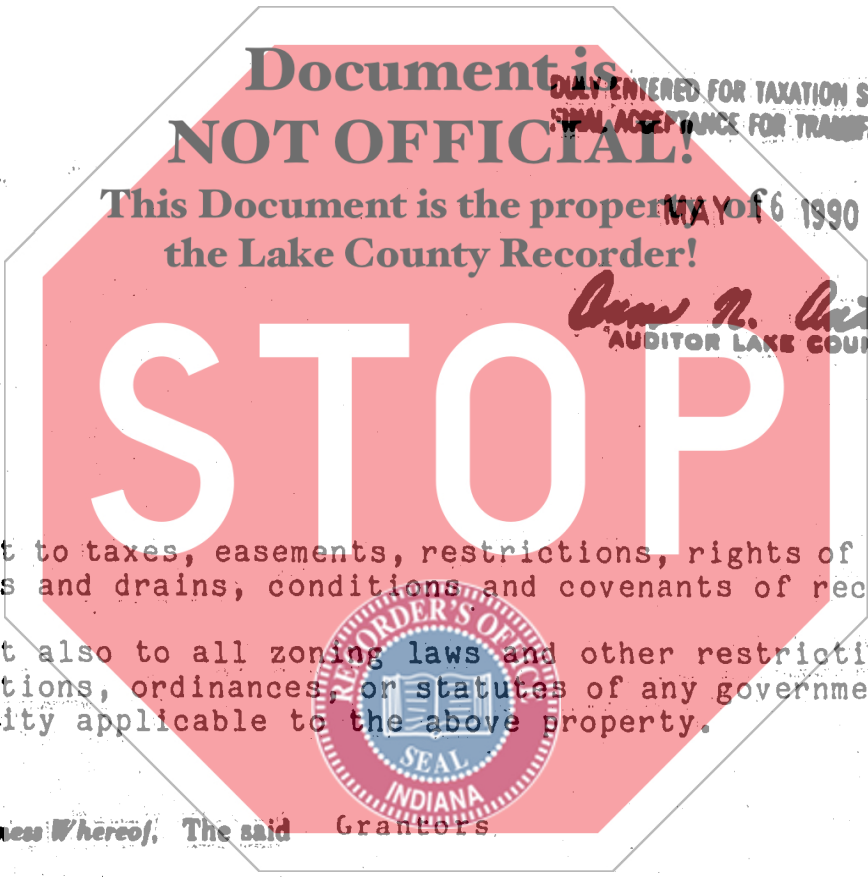 Document is
DULY ENTERED FOR TAXATION S
NOT OFFICIAL!
FINAL ACCEPTANCE FOR TRANSF
This Document is the property of
MAY 16 1990
the Lake County Recorder!
AUDITOR LAKE COU
STOP
t to taxes, easements, restrictions, rights of
s and drains, conditions and covenants of rec
t also to all zoning laws and other restricti
tions, ordinances, or statutes of any governme
ity applicable to the above property.
RECORDER'S OFFICE
SEAL
INDIANA
ness Whereof, The said Grantors